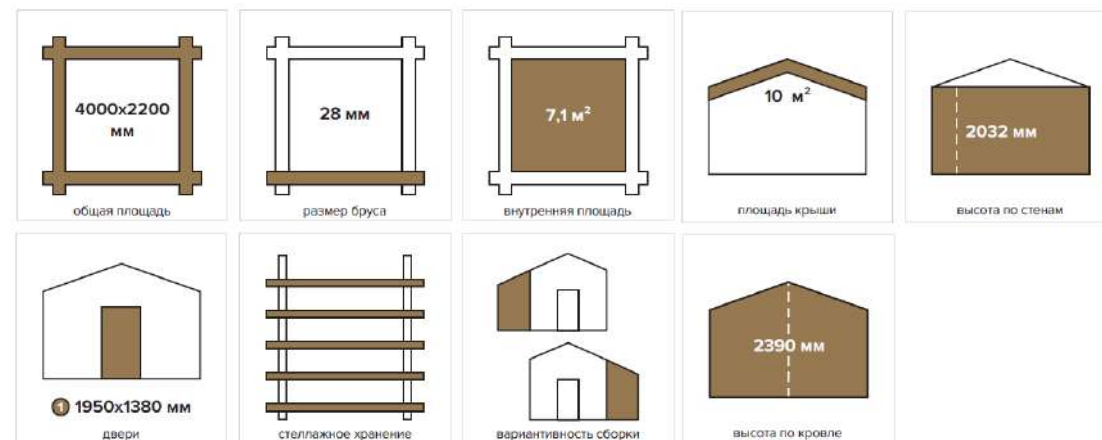 4000x2200
мм
общая площадь
28 мм
размер бруса
7,1 м²
внутренняя площадь
10 м²
площадь крыши
2032 мм
высота по стенам
1 1950x1380 мм
двери
стеллажное хранение
вариантивность сборки
2390 мм
высота по кровле